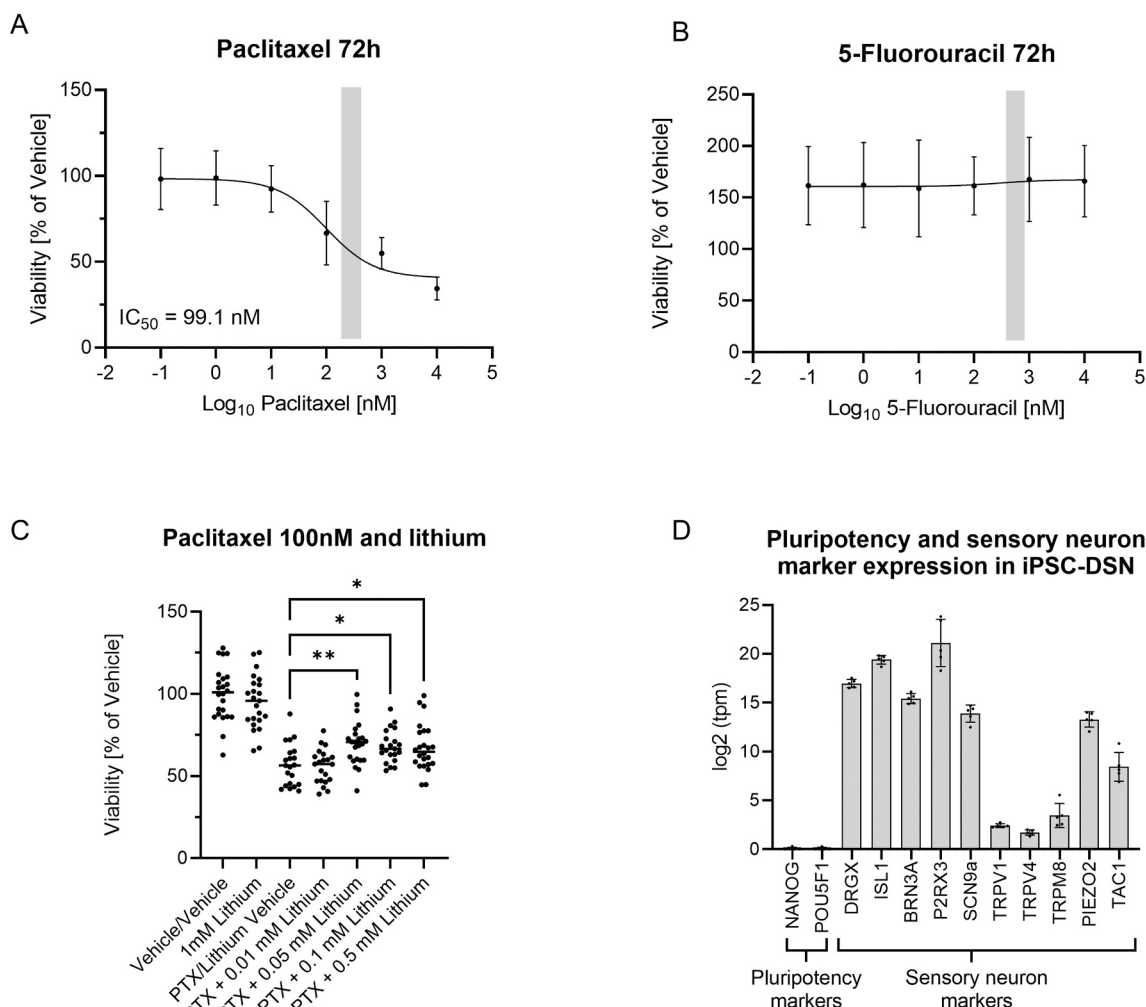 A
Paclitaxel 72h
150
100
50
0
Viability [% of Vehicle]
IC50 = 99.1 nM
-2 -1 0 1 2 3 4 5
Log10 Paclitaxel [nM]
B
5-Fluorouracil 72h
250
200
150
100
50
0
Viability [% of Vehicle]
-2 -1 0 1 2 3 4 5
Log10 5-Fluorouracil [nM]
C
Paclitaxel 100nM and lithium
150
100
50
0
Viability [% of Vehicle]
*
*
**
Vehicle/Vehicle
1mM Lithium
PTX/Lithium Vehicle
PTX + 0.01 mM Lithium
PTX + 0.05 mM Lithium
PTX + 0.1 mM Lithium
PTX + 0.5 mM Lithium
D
Pluripotency and sensory neuron
marker expression in iPSC-DSN
25
20
15
10
5
0
log2 (tpm)
NANOG
POU5F1
DRGX
ISL1
BRN3A
P2RX3
SCN9a
TRPV1
TRPV4
TRPM8
PIEZO2
TAC1
Pluripotency
markers
Sensory neuron
markers